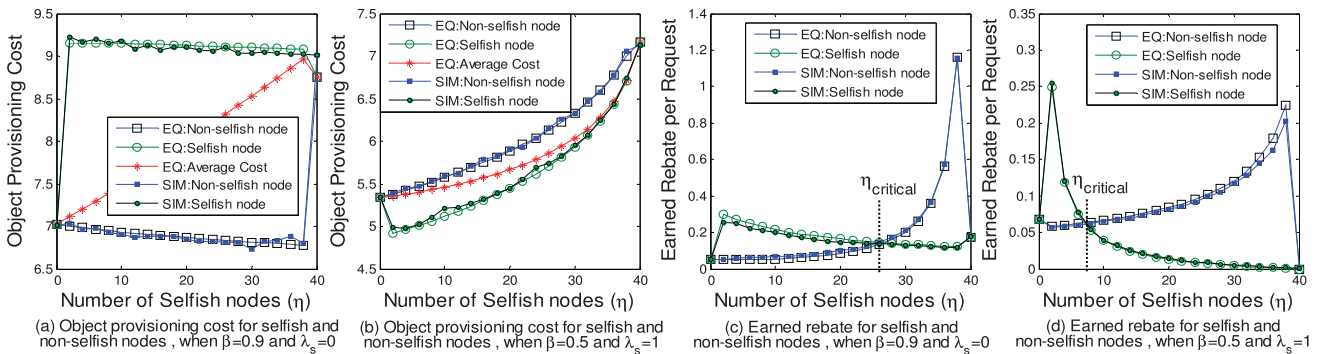 9.5
9
8.5
8
7.5
7
6.5
0
10
20
30
40
Object Provisioning Cost
EQ:Non-selfish node
EQ:Selfish node
EQ:Average Cost
SIM:Non-selfish node
SIM:Selfish node
Number of Selfish nodes (η)
(a) Object provisioning cost for selfish and
non-selfish nodes , when β=0.9 and λs=0
7.5
7
6.5
6
5.5
5
4.5
0
10
20
30
40
Object Provisioning Cost
EQ:Non-selfish node
EQ:Selfish node
EQ:Average Cost
SIM:Non-selfish node
SIM:Selfish node
Number of Selfish nodes (η)
(b) Object provisioning cost for selfish and
non-selfish nodes , when β=0.5 and λs=1
1.4
1.2
1
0.8
0.6
0.4
0.2
0
0
10
20
30
40
Earned Rebate per Request
EQ:Non-selfish node
EQ:Selfish node
SIM:Non-selfish node
SIM:Selfish node
ηcritical
Number of Selfish nodes (η)
(c) Earned rebate for selfish and
non-selfish nodes , when β=0.9 and λs=0
0.35
0.3
0.25
0.2
0.15
0.1
0.05
0
0
10
20
30
40
Earned Rebate per Request
EQ:Non-selfish node
EQ:Selfish node
SIM:Non-selfish node
SIM:Selfish node
ηcritical
Number of Selfish nodes (η)
(d) Earned rebate for selfish and
non-selfish nodes , when β=0.5 and λs=1